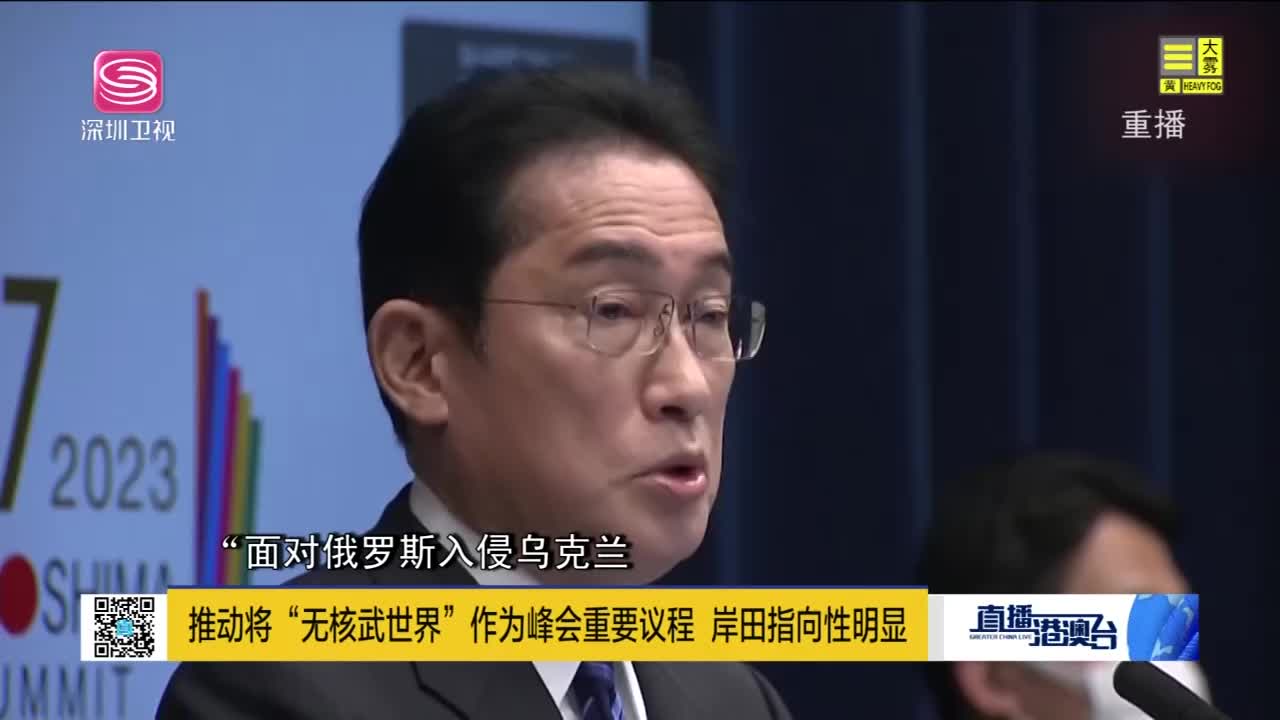 深圳卫视
大雾
黄
HEAVY FOG
重播
7
2023
OSHIMA
SUMMIT
“面对俄罗斯入侵乌克兰
推动将“无核武世界”作为峰会重要议程 岸田指向性明显
直播港澳台
GREATER CHINA LIVE